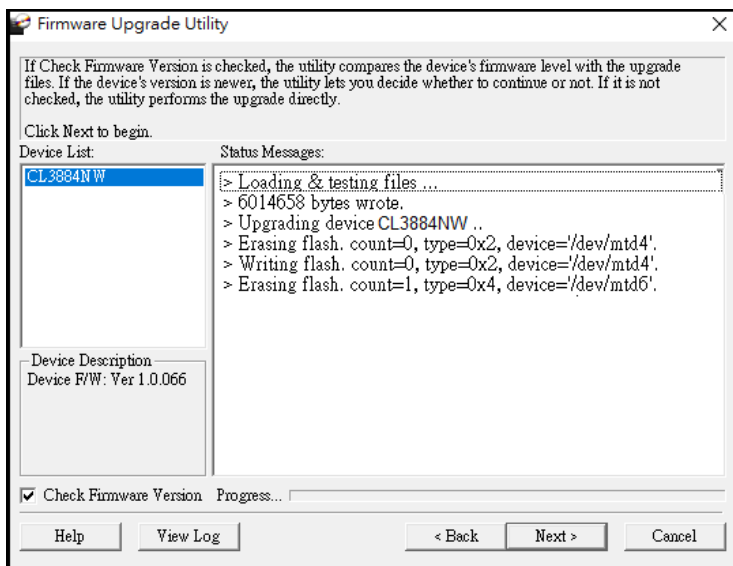 Firmware Upgrade Utility
If Check Firmware Version is checked, the utility compares the device's firmware level with the upgrade
files. If the device's version is newer, the utility lets you decide whether to continue or not. If it is not
checked, the utility performs the upgrade directly.
Click Next to begin.
Device List:
Status Messages:
CL3884NW
> Loading & testing files ...
> 6014658 bytes wrote.
> Upgrading device CL3884NW ..
> Erasing flash. count=0, type=0x2, device='/dev/mtd4'.
> Writing flash. count=0, type=0x2, device='/dev/mtd4'.
> Erasing flash. count=1, type=0x4, device='/dev/mtd6'.
Device Description
Device F/W: Ver 1.0.066
Check Firmware Version
Progress...
Help
View Log
< Back
Next >
Cancel